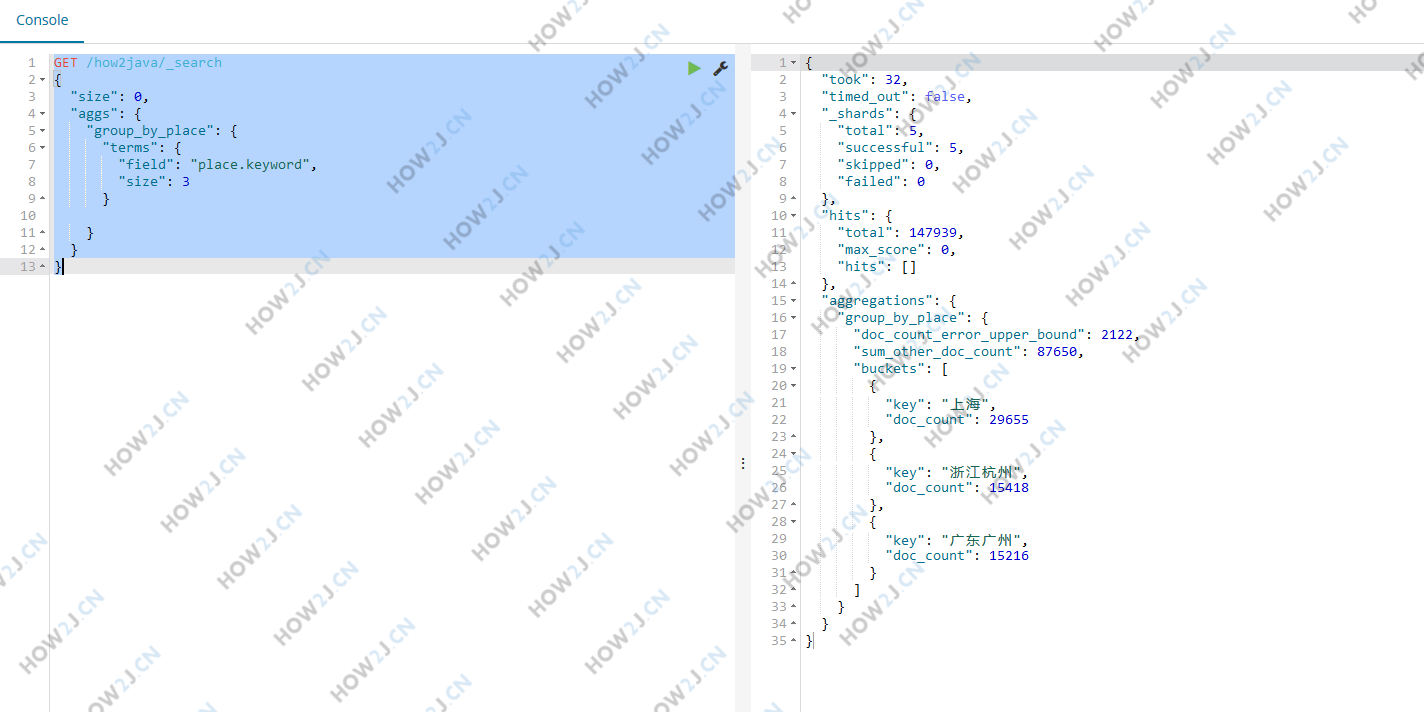 Console
1 GET /how2java/_search
2 {
3 "size": 0,
4 "aggs": {
5 "group_by_place": {
6 "terms": {
7 "field": "place.keyword",
8 "size": 3
9 }
10
11 }
12 }
13 }
1 {
2 "took": 32,
3 "timed_out": false,
4 "_shards": {
5 "total": 5,
6 "successful": 5,
7 "skipped": 0,
8 "failed": 0
9 },
10 "hits": {
11 "total": 147939,
12 "max_score": 0,
13 "hits": []
14 },
15 "aggregations": {
16 "group_by_place": {
17 "doc_count_error_upper_bound": 2122,
18 "sum_other_doc_count": 87650,
19 "buckets": [
20 {
21 "key": "上海",
22 "doc_count": 29655
23 },
24 {
25 "key": "浙江杭州",
26 "doc_count": 15418
27 },
28 {
29 "key": "广东广州",
30 "doc_count": 15216
31 }
32 ]
33 }
34 }
35 }
HOW2J.CN